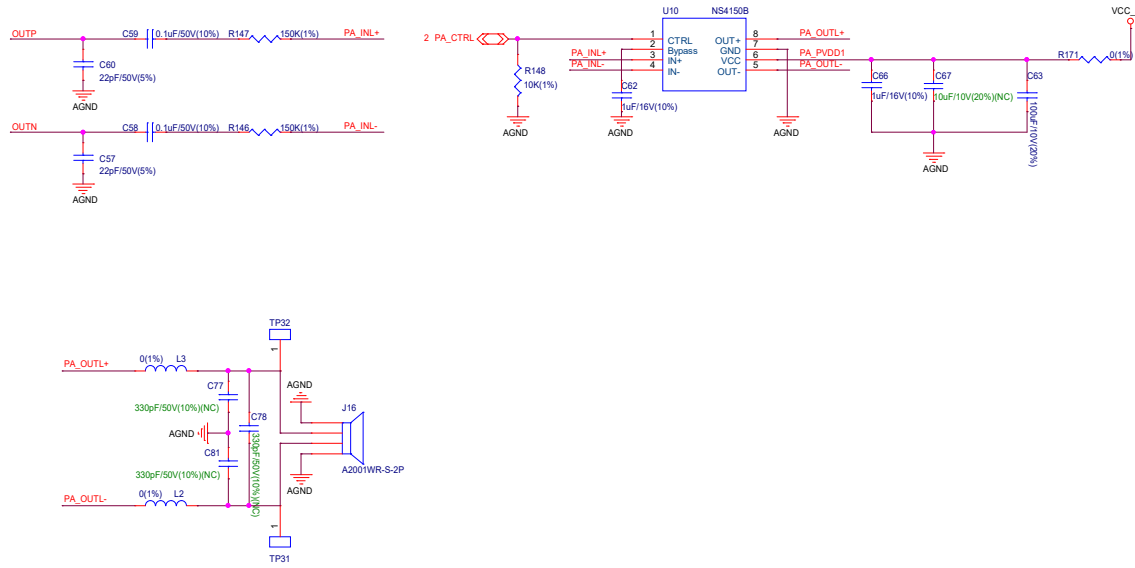 OUTP
C59
0.1uF/50V(10%)
R147
150K(1%)
PA_INL+
C60
22pF/50V(5%)
AGND
OUTN
C58
0.1uF/50V(10%)
R146
150K(1%)
PA_INL-
C57
22pF/50V(5%)
AGND
2 PA_CTRL
R148
10K(1%)
AGND
U10
NS4150B
PA_INL+
PA_INL-
1
2
3
4
CTRL
Bypass
IN+
IN-
OUT+
GND
VCC
OUT-
8
7
6
5
PA_OUTL+
PA_PVDD1
PA_OUTL-
C62
1uF/16V(10%)
AGND
AGND
C66
1uF/16V(10%)
C67
10uF/10V(20%)(NC)
C63
100uF/10V(20%)
AGND
R171
0(1%)
VCC_
TP32
1
PA_OUTL+
0(1%)
L3
C77
330pF/50V(10%)(NC)
C78
330pF/50V(10%)(NC)
AGND
C81
330pF/50V(10%)(NC)
PA_OUTL-
0(1%)
L2
AGND
J16
A2001WR-S-2P
AGND
1
TP31